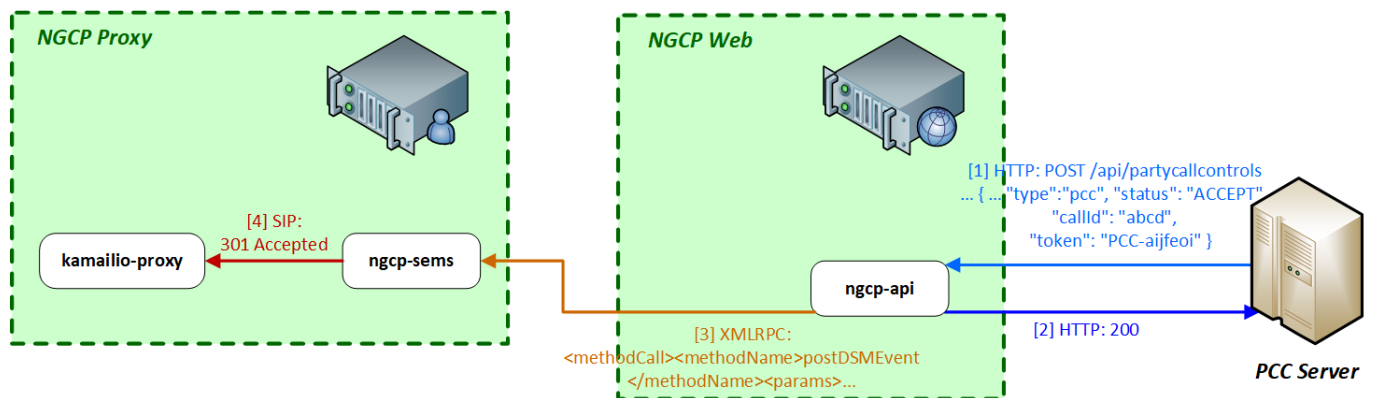 NGCP Proxy
NGCP Web
[1] HTTP: POST /api/partycallcontrols
... { ... "type":"pcc", "status": "ACCEPT"
"callId": "abcd",
"token": "PCC-aijfeoi" }
[4] SIP:
301 Accepted
kamailio-proxy
ngcp-sems
ngcp-api
[3] XMLRPC:
<methodCall><methodName>postDSMEvent
</methodName><params>...
[2] HTTP: 200
PCC Server